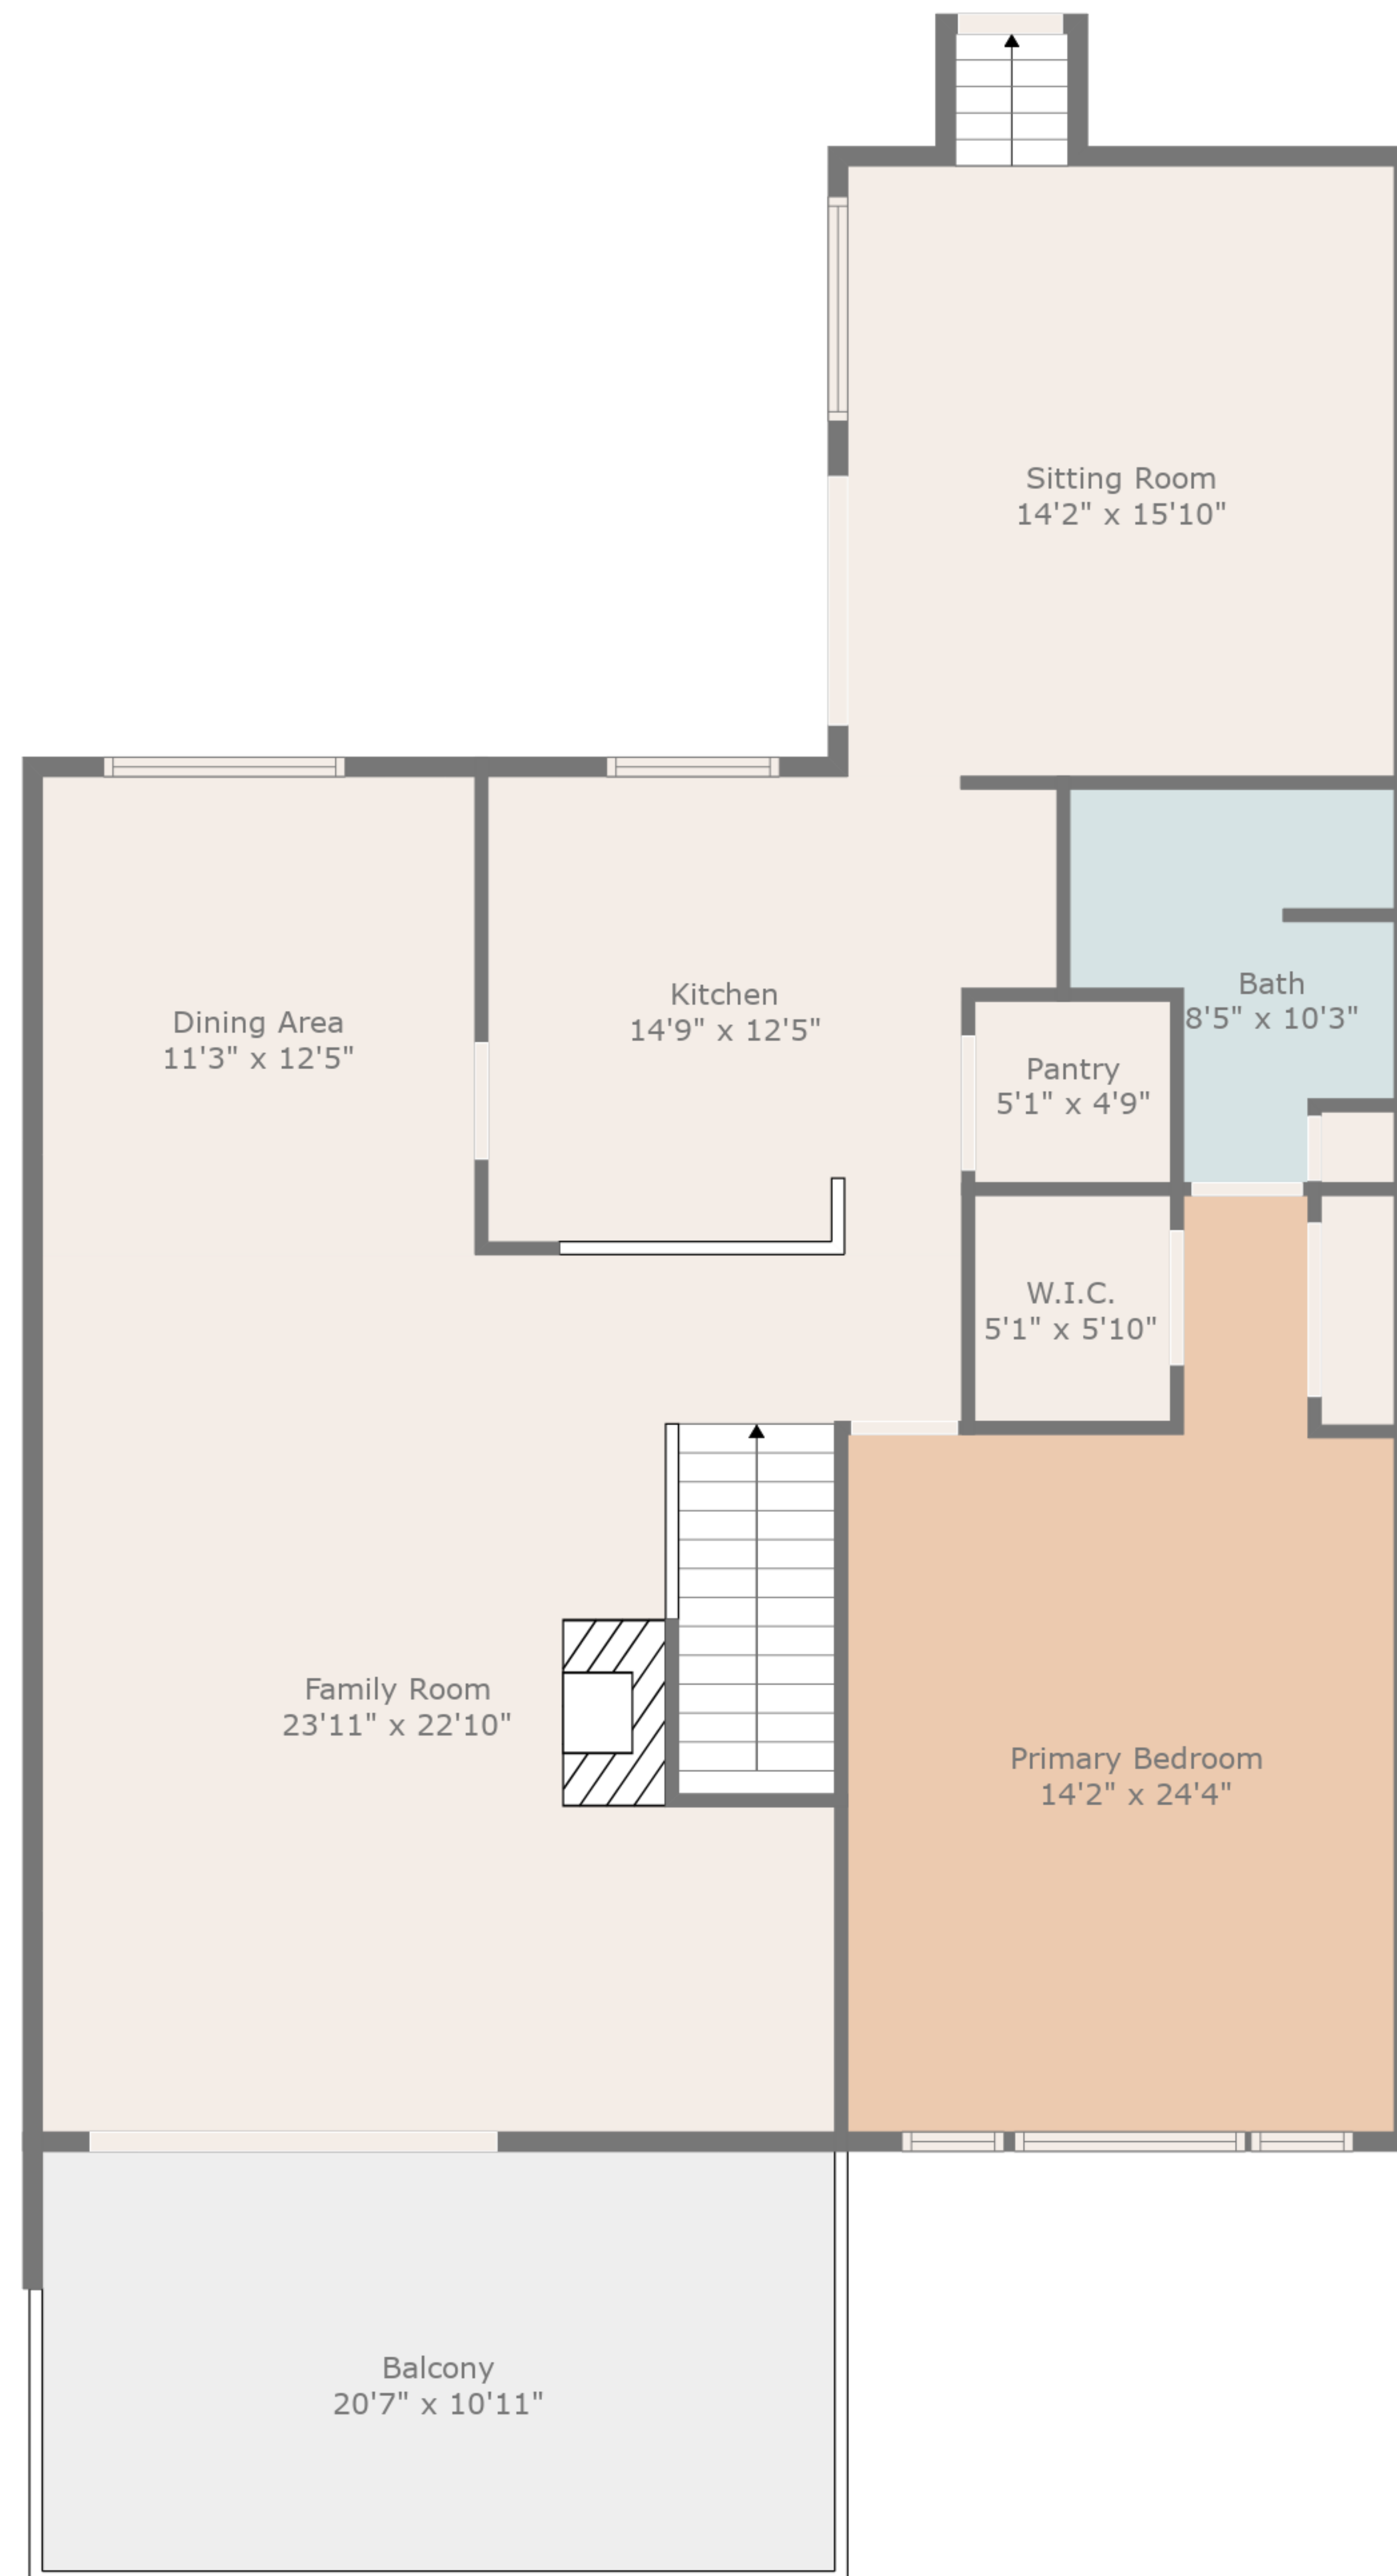 Sitting Room
14'2" x 15'10"
Kitchen
14'9" x 12'5"
Bath
8'5" x 10'3"
Dining Area
11'3" x 12'5"
Pantry
5'1" x 4'9"
W.I.C.
5'1" x 5'10"
Family Room
23'11" x 22'10"
Primary Bedroom
14'2" x 24'4"
Balcony
20'7" x 10'11"